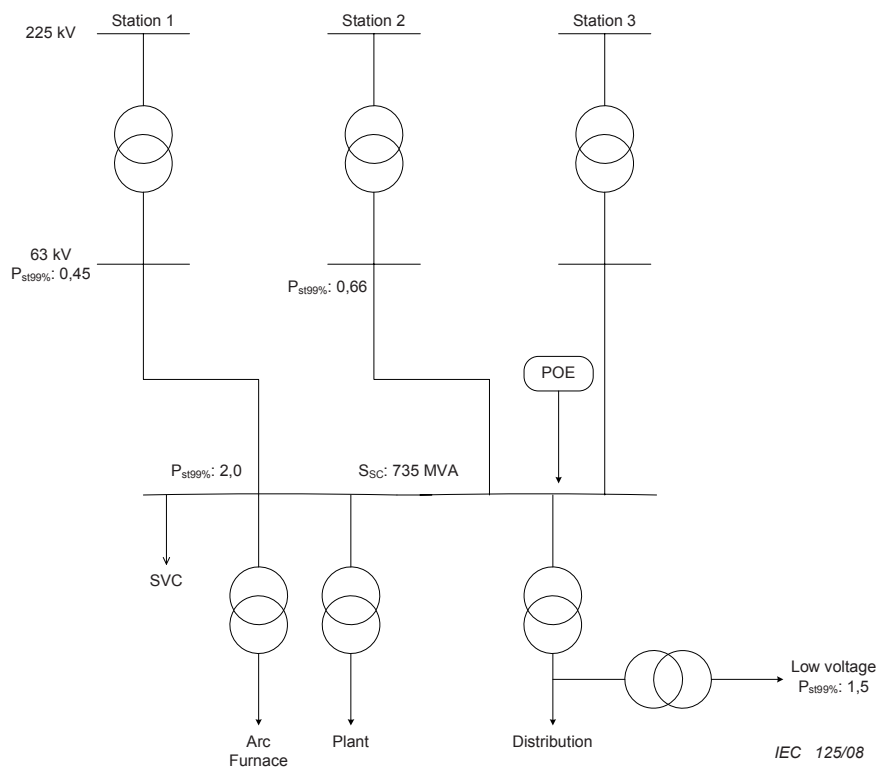 Station 1
Station 2
Station 3
225 kV
63 kV
Pst99%: 0,45
Pst99%: 0,66
POE
Pst99%: 2,0
SSC: 735 MVA
SVC
Low voltage
Pst99%: 1,5
Arc
Furnace
Plant
Distribution
IEC 125/08